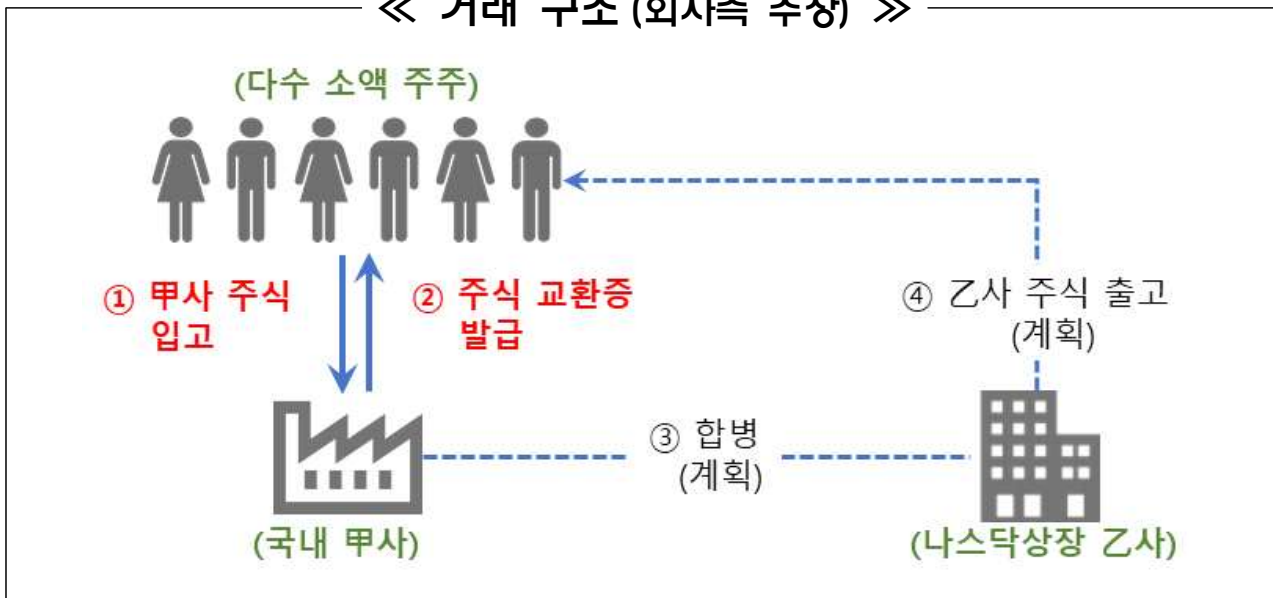 ≪ 거래 구조 (회사측 주장) ≫
(다수 소액 주주)
① 甲사 주식
입고
② 주식 교환증
발급
④ 乙사 주식 출고
(계획)
③ 합병
(계획)
(국내 甲사)
(나스닥상장 乙사)